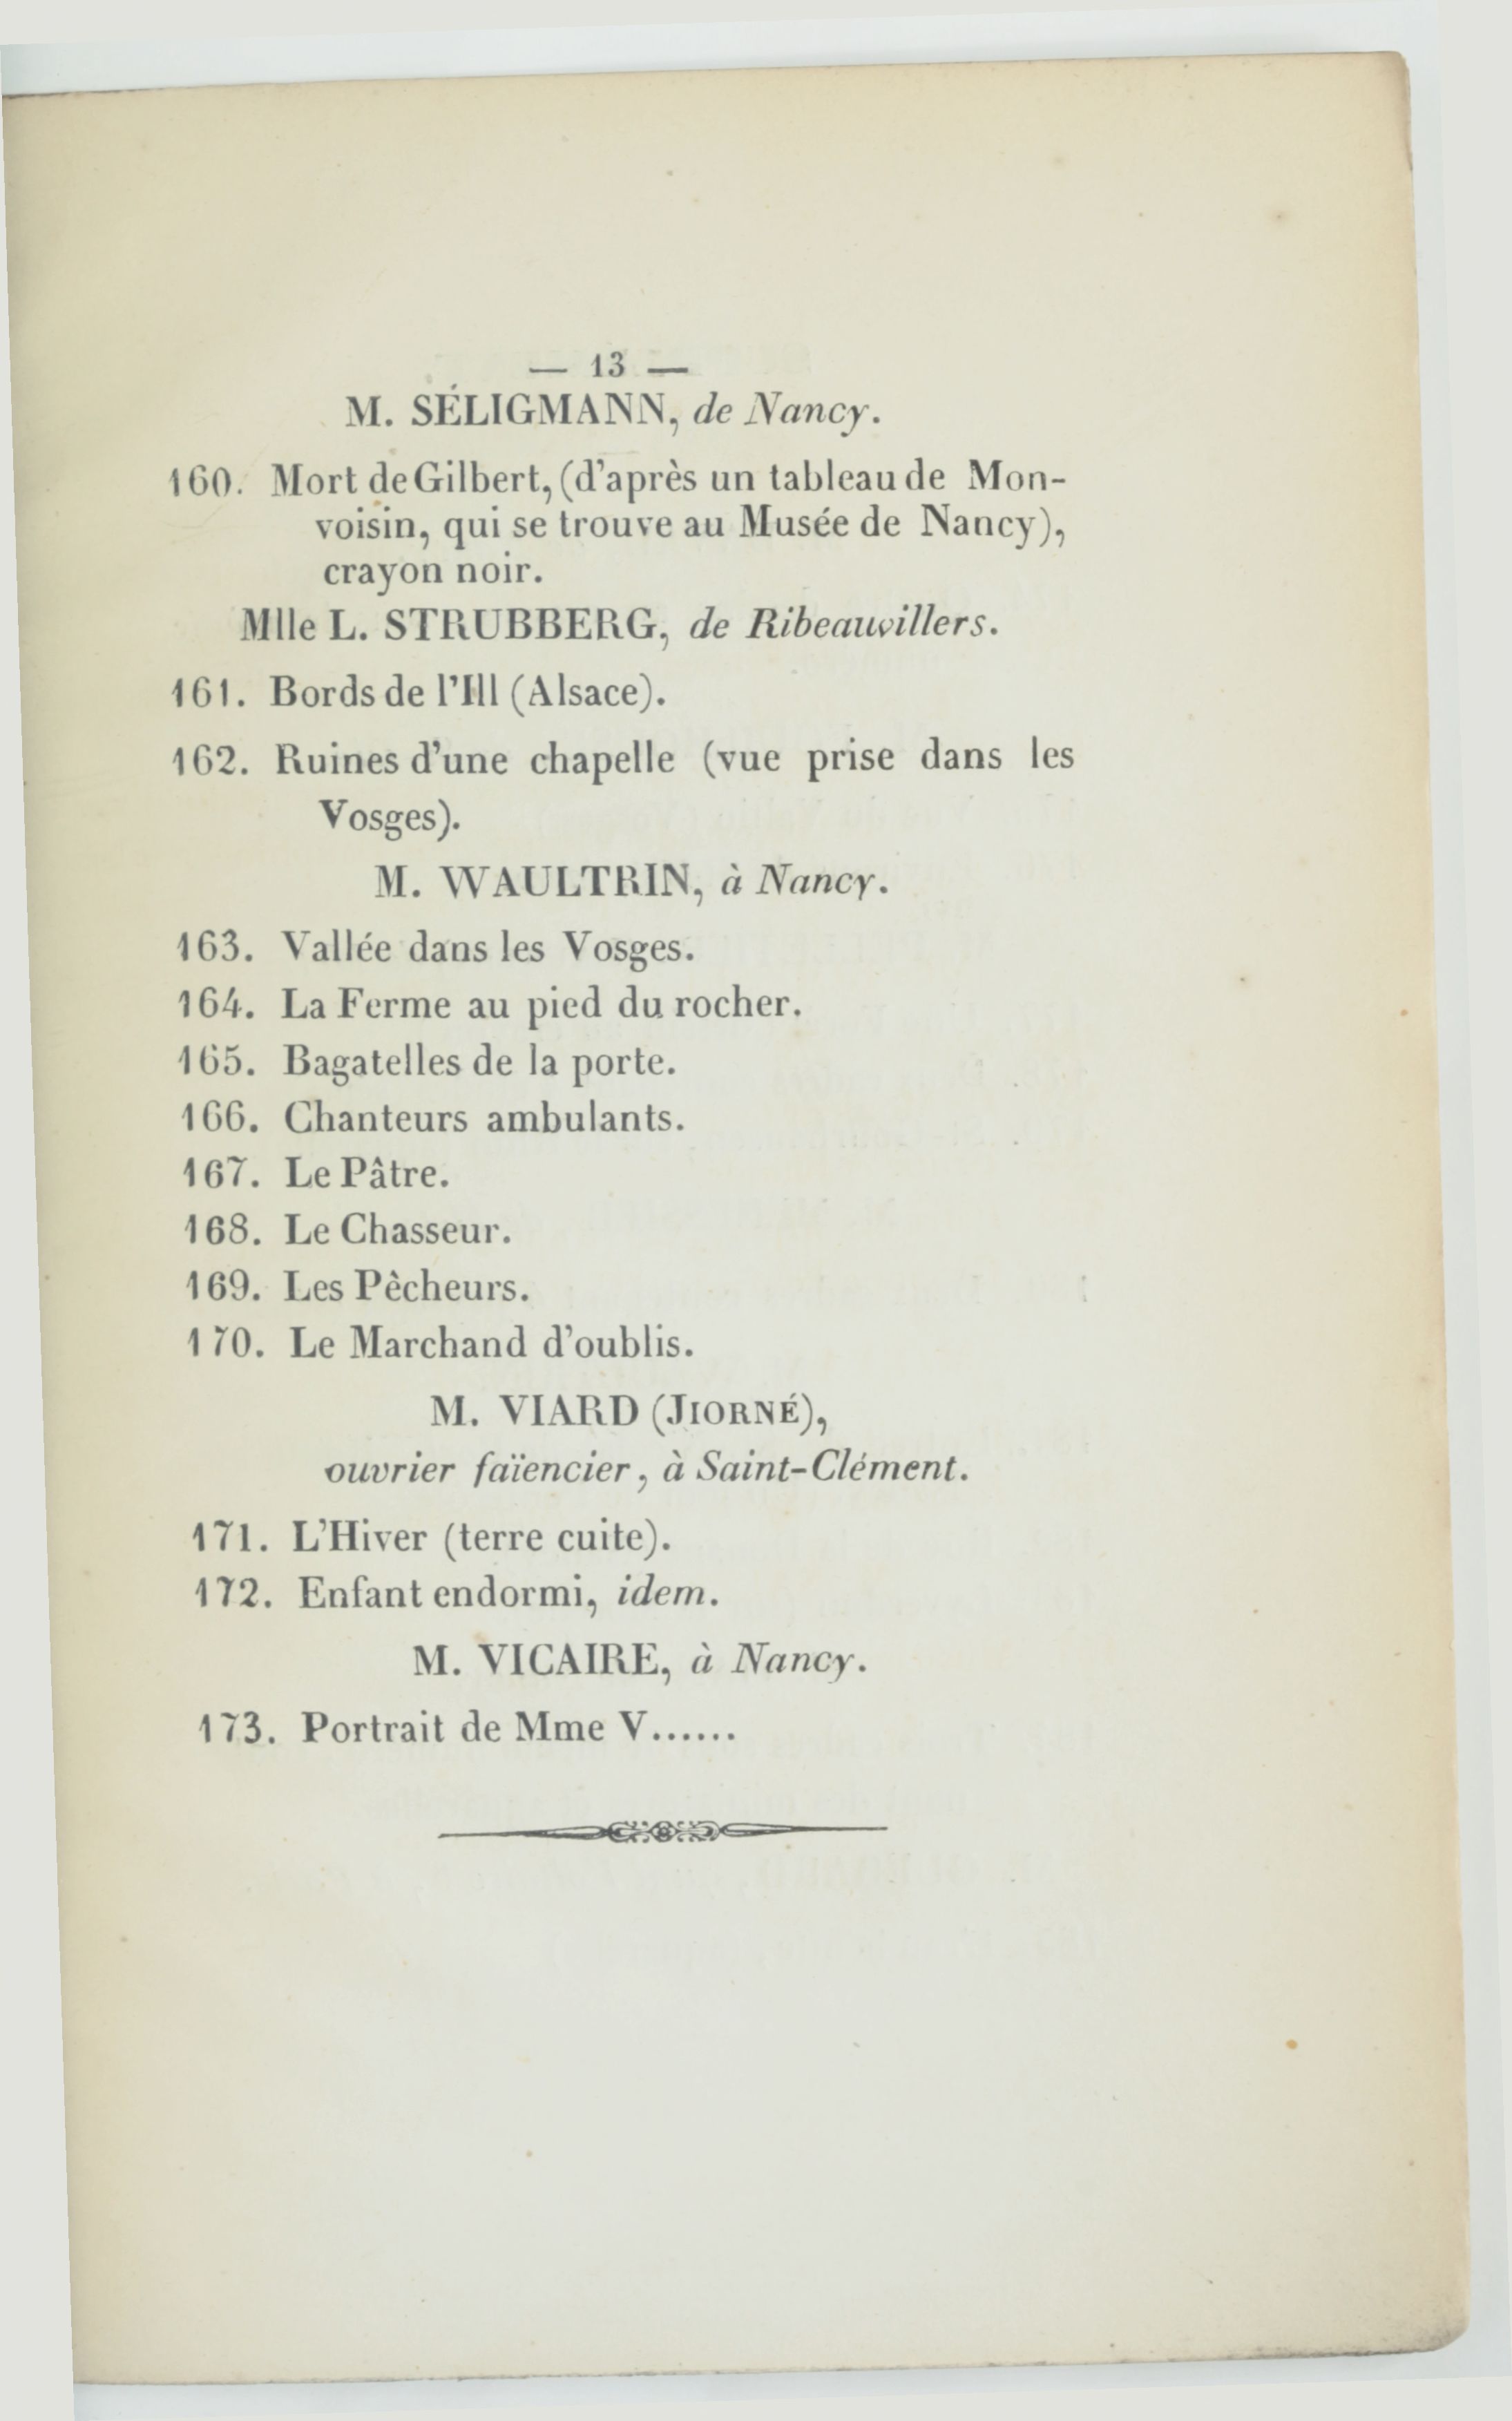 — 13 —
M. SÉLIGMANN, de Nancy.
160. Mort de Gilbert, (d'après un tableau de Mon-
voisin, qui se trouve au Musée de Nancy),
crayon noir.
Mlle L. STRUBBERG, de Ribeauvillers.
161. Bords de l'Ill (Alsace).
162. Ruines d'une chapelle (vue prise dans les
Vosges).
M. WAULTRIN, à Nancy.
163. Vallée dans les Vosges.
164. La Ferme au pied du rocher.
165. Bagatelles de la porte.
166. Chanteurs ambulants.
167. Le Pâtre.
168. Le Chasseur.
169. Les Pêcheurs.
170. Le Marchand d'oublis.
M. VIARD (JIORNÉ),
ouvrier faïencier, à Saint-Clément.
171. L'Hiver (terre cuite).
172. Enfant endormi, idem.
M. VICAIRE, à Nancy.
173. Portrait de Mme V......